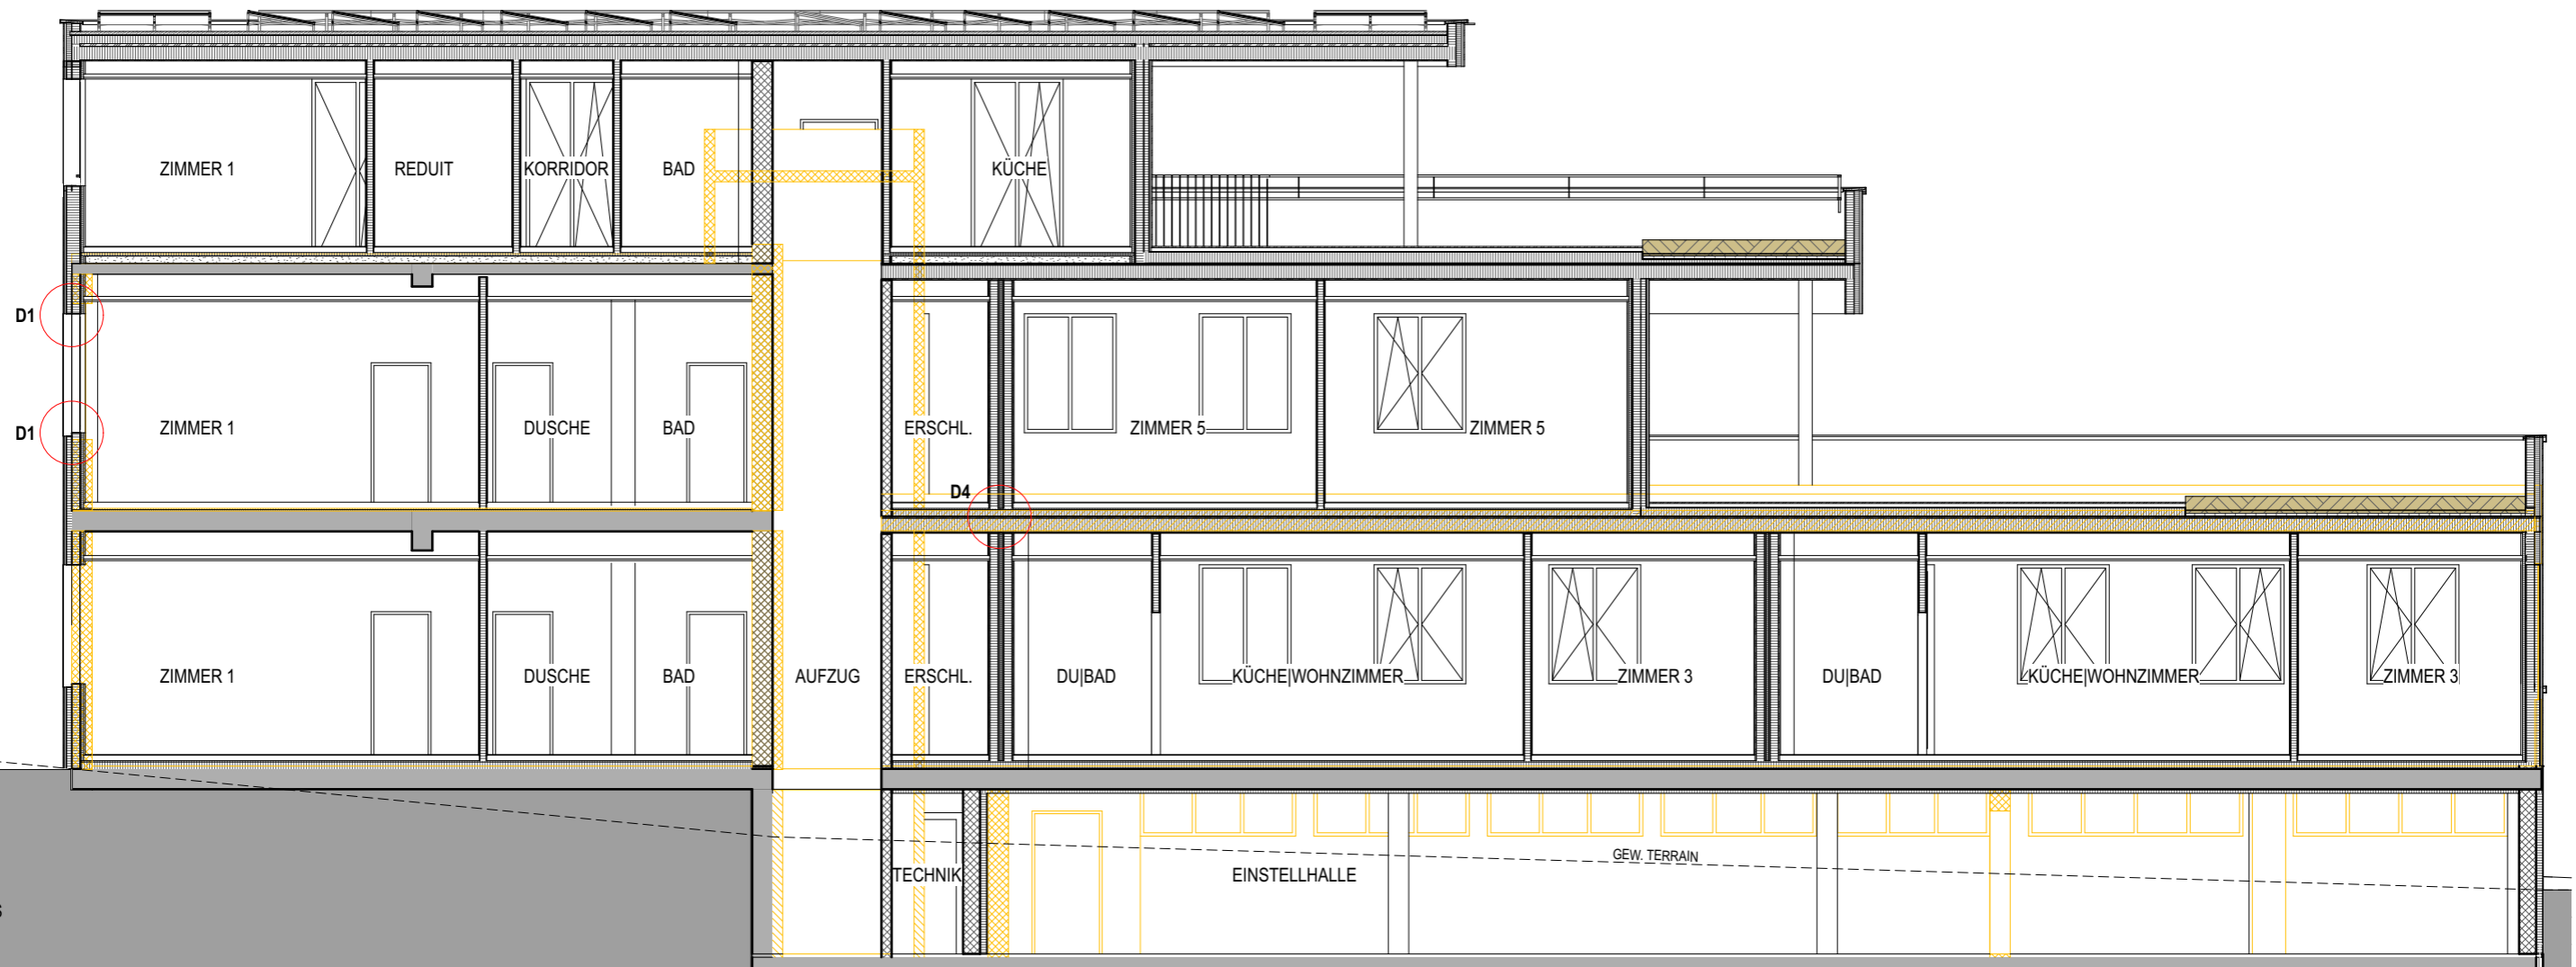 ZIMMER 1 REDUIT KORRIDOR BAD KÜCHE
D1
D1 ZIMMER 1 DUSCHE BAD ERSCHL. ZIMMER 5 ZIMMER 5
D4
ZIMMER 1 DUSCHE BAD AUFZUG ERSCHL. DU|BAD KÜCHE|WOHNZIMMER ZIMMER 3 DU|BAD KÜCHE|WOHNZIMMER ZIMMER 3
GEW. TERRAIN
TECHNIK EINSTELLHALLE